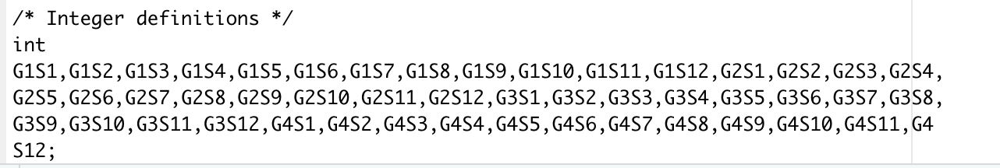 /* Integer definitions */
int
G1S1,G1S2,G1S3,G1S4,G1S5,G1S6,G1S7,G1S8,G1S9,G1S10,G1S11,G1S12,G2S1,G2S2,G2S3,G2S4,
G2S5,G2S6,G2S7,G2S8,G2S9,G2S10,G2S11,G2S12,G3S1,G3S2,G3S3,G3S4,G3S5,G3S6,G3S7,G3S8,
G3S9,G3S10,G3S11,G3S12,G4S1,G4S2,G4S3,G4S4,G4S5,G4S6,G4S7,G4S8,G4S9,G4S10,G4S11,G4
S12;